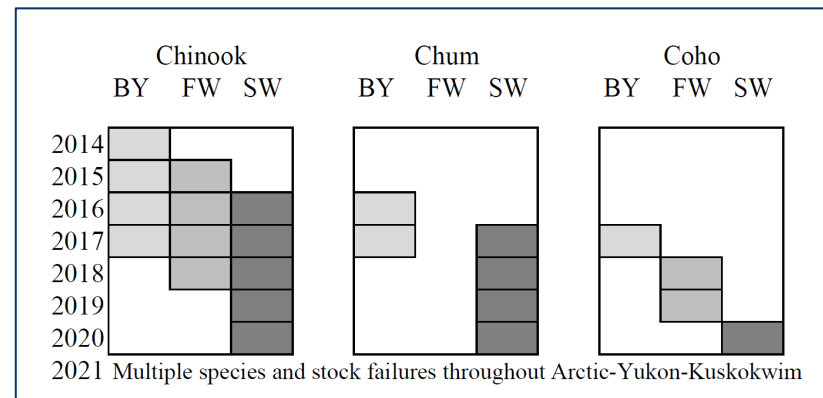 Chinook Chum Coho
BY FW SW BY FW SW BY FW SW
2014
2015
2016
2017
2018
2019
2020
2021 Multiple species and stock failures throughout Arctic-Yukon-Kuskokwim